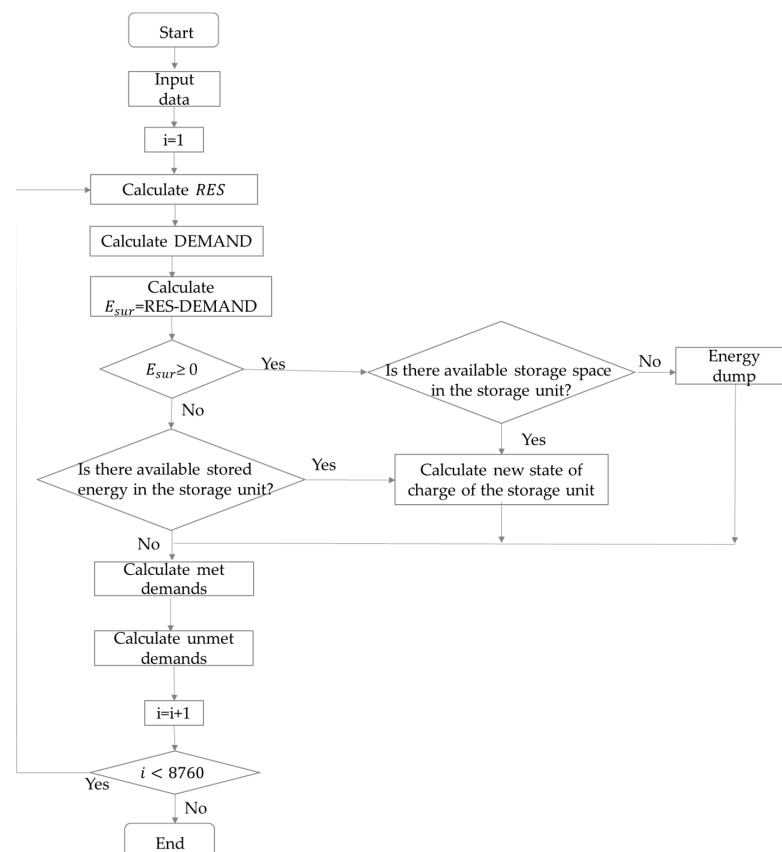 Start
Input
data
i=1
Calculate RES
Calculate DEMAND
Calculate
E_sur=RES-DEMAND
E_sur≥ 0
Yes
Is there available storage space
in the storage unit?
No
Energy
dump
No
Yes
Is there available stored
energy in the storage unit?
Yes
Calculate new state of
charge of the storage unit
No
Calculate met
demands
Calculate unmet
demands
i=i+1
i < 8760
Yes
No
End